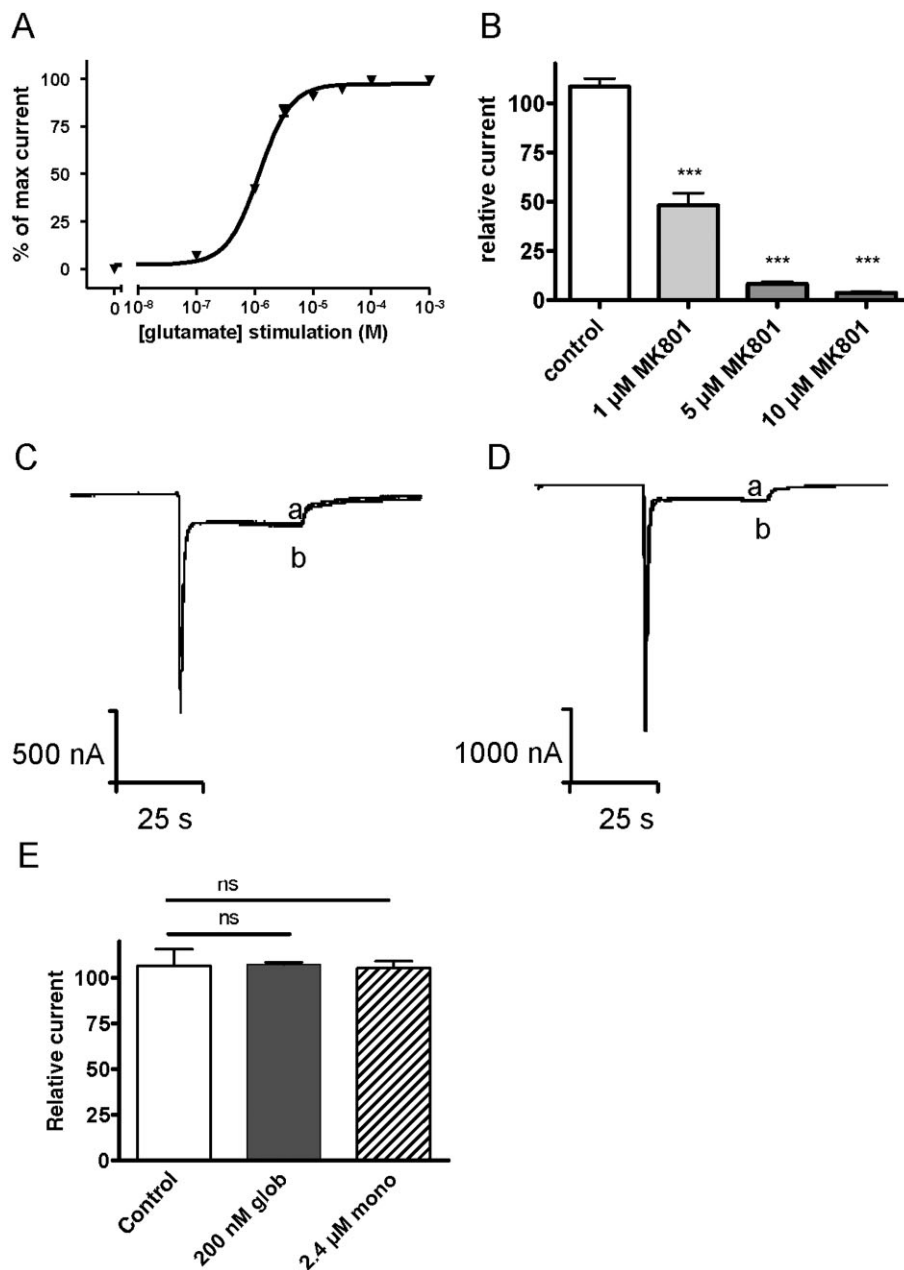 A
100
75
50
25
0
% of max current
0 10-8 10-7 10-6 10-5 10-4 10-3
[glutamate] stimulation (M)
B
100
75
50
25
0
relative current
***
***
***
control
1 µM MK801
5 µM MK801
10 µM MK801
C
a
b
500 nA
25 s
D
a
b
1000 nA
25 s
E
ns
ns
100
75
50
25
0
Relative current
Control
200 nM glob
2.4 µM mono